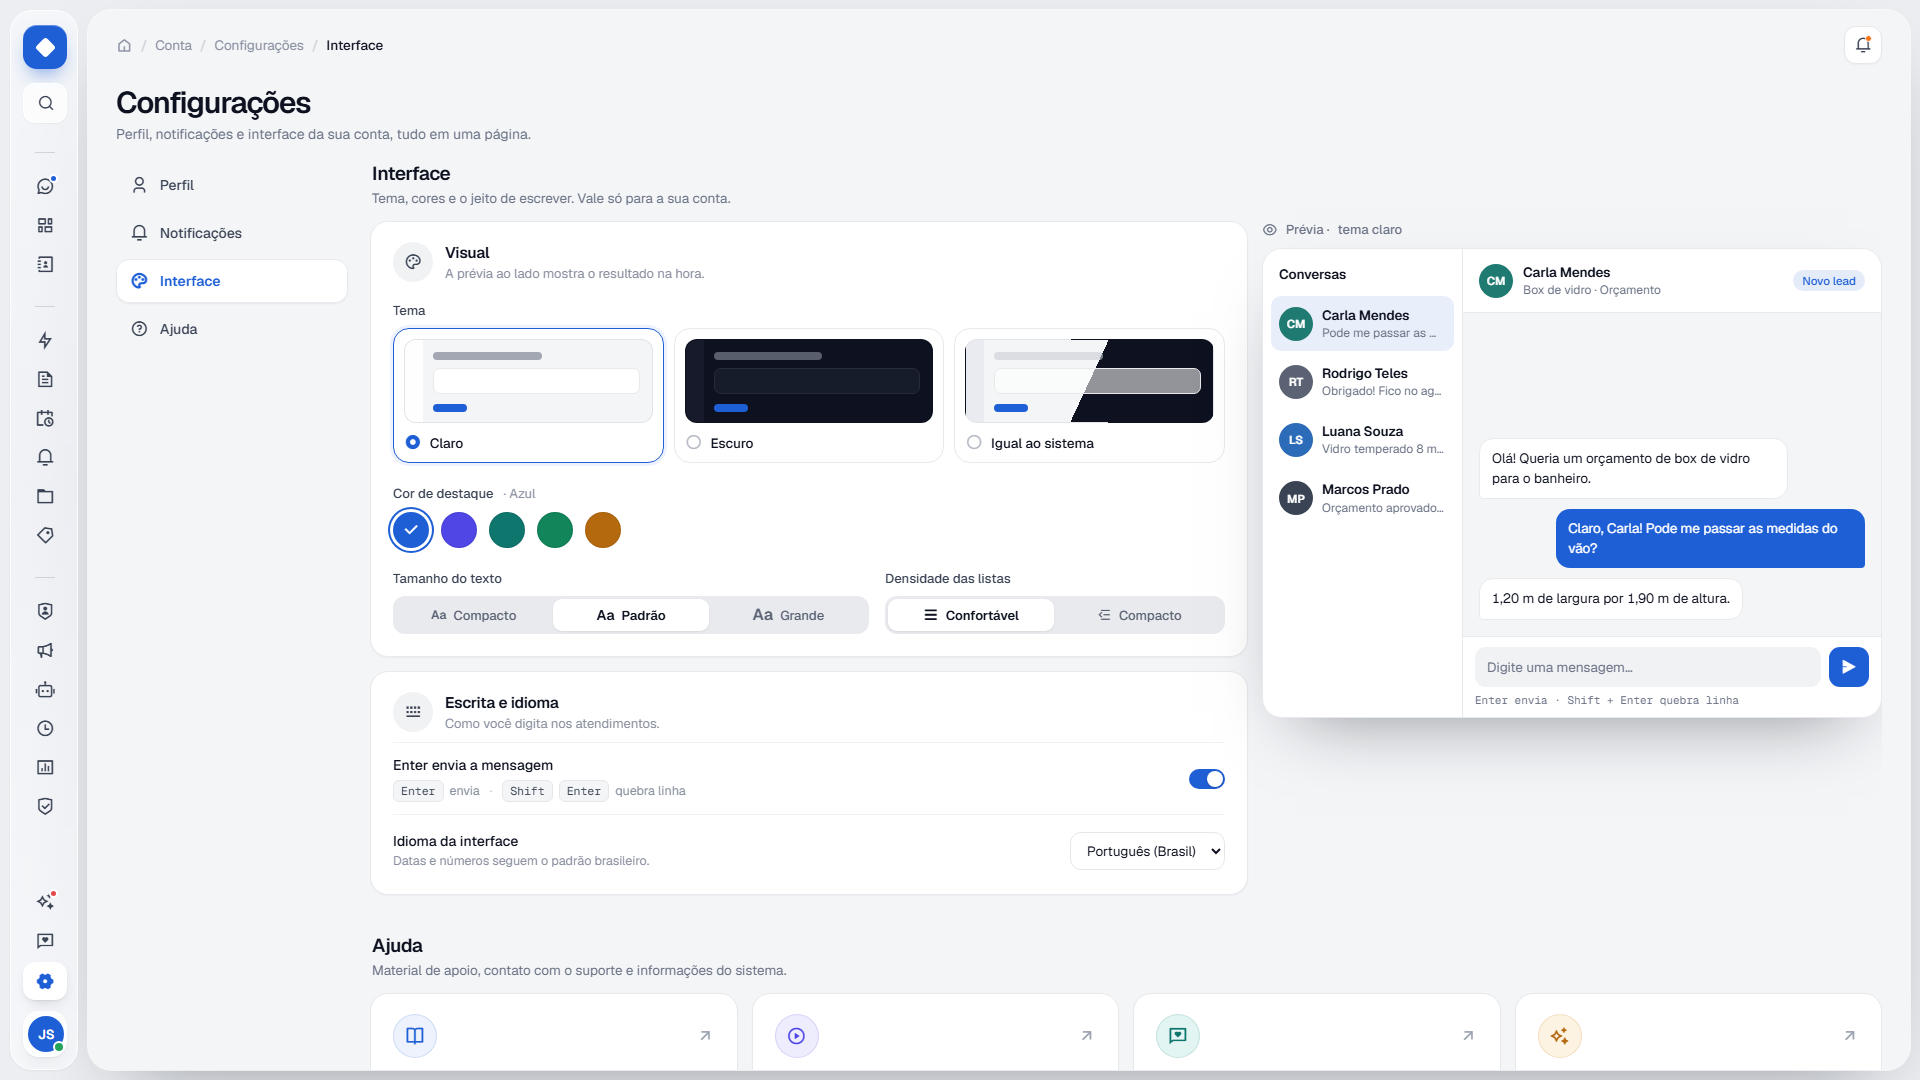 Conta / Configurações / Interface
Configurações
Perfil, notificações e interface da sua conta, tudo em uma página.
Perfil
Notificações
Interface
Ajuda
Interface
Tema, cores e o jeito de escrever. Vale só para a sua conta.
Visual
A prévia ao lado mostra o resultado na hora.
Tema
Claro
Escuro
Igual ao sistema
Cor de destaque · Azul
Tamanho do texto
Aa Compacto
Aa Padrão
Aa Grande
Densidade das listas
Confortável
Compacto
Escrita e idioma
Como você digita nos atendimentos.
Enter envia a mensagem
Enter envia · Shift Enter quebra linha
Idioma da interface
Datas e números seguem o padrão brasileiro.
Português (Brasil)
Prévia · tema claro
Conversas
CM
Carla Mendes
Pode me passar as ...
RT
Rodrigo Teles
Obrigado! Fico no ag...
LS
Luana Souza
Vidro temperado 8 m...
MP
Marcos Prado
Orçamento aprovado...
CM
Carla Mendes
Box de vidro · Orçamento
Novo lead
Olá! Queria um orçamento de box de vidro
para o banheiro.
Claro, Carla! Pode me passar as medidas do
vão?
1,20 m de largura por 1,90 m de altura.
Digite uma mensagem...
Enter envia · Shift + Enter quebra linha
Ajuda
Material de apoio, contato com o suporte e informações do sistema.
JS